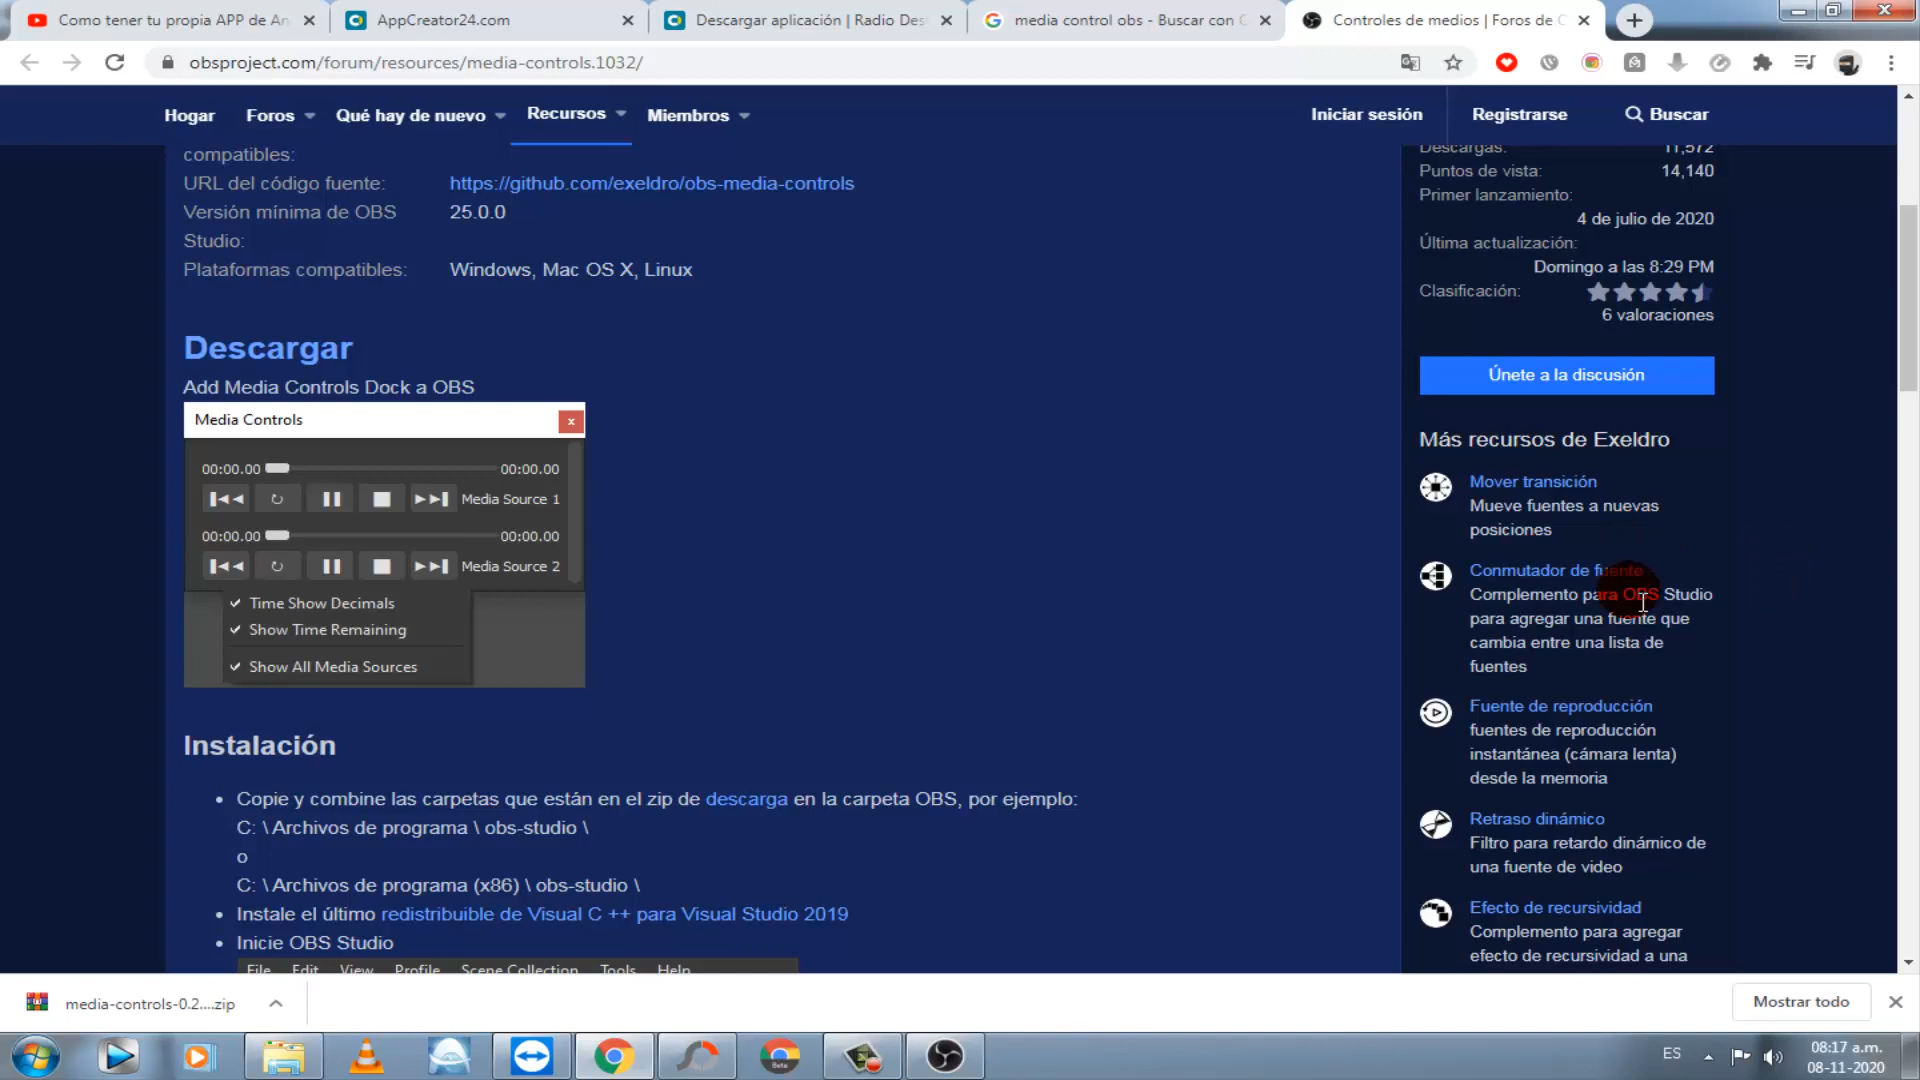 Como tener tu propia APP de An
AppCreator24.com
Descargar aplicación | Radio Des
media control obs - Buscar con G
Controles de medios | Foros de O
obsproject.com/forum/resources/media-controls.1032/
Hogar
Foros
Qué hay de nuevo
Recursos
Miembros
Iniciar sesión
Registrarse
Buscar
compatibles:
URL del código fuente:
https://github.com/exeldro/obs-media-controls
Versión mínima de OBS
Studio:
25.0.0
Plataformas compatibles:
Windows, Mac OS X, Linux
Descargar
Add Media Controls Dock a OBS
Media Controls
x
00:00.00
00:00.00
Media Source 1
00:00.00
00:00.00
Media Source 2
Time Show Decimals
Show Time Remaining
Show All Media Sources
Instalación
• Copie y combine las carpetas que están en el zip de descarga en la carpeta OBS, por ejemplo:
C: \ Archivos de programa \ obs-studio \
o
C: \ Archivos de programa (x86) \ obs-studio \
• Instale el último redistribuible de Visual C ++ para Visual Studio 2019
• Inicie OBS Studio
File Edit View Profile Scene Collection Tools Help
Descargas:
11,572
Puntos de vista:
14,140
Primer lanzamiento:
4 de julio de 2020
Última actualización:
Domingo a las 8:29 PM
Clasificación:
6 valoraciones
Únete a la discusión
Más recursos de Exeldro
Mover transición
Mueve fuentes a nuevas
posiciones
Conmutador de fuente
Complemento para OBS Studio
para agregar una fuente que
cambia entre una lista de
fuentes
Fuente de reproducción
fuentes de reproducción
instantánea (cámara lenta)
desde la memoria
Retraso dinámico
Filtro para retardo dinámico de
una fuente de video
Efecto de recursividad
Complemento para agregar
efecto de recursividad a una
media-controls-0.2....zip
Mostrar todo
Beta
ES
08:17 a.m.
08-11-2020